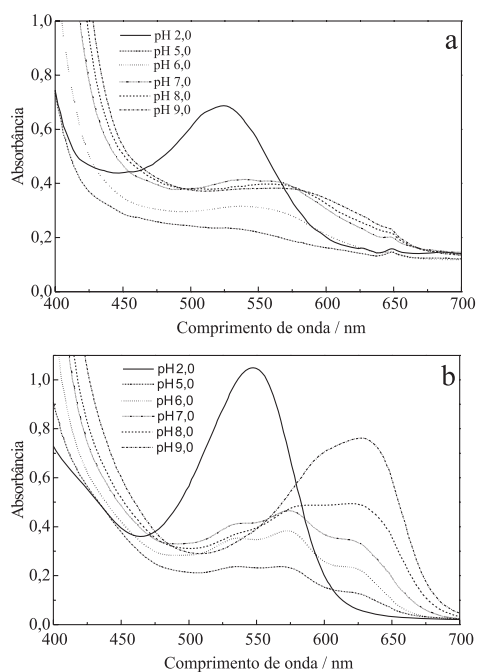 a
pH 2,0
pH 5,0
pH 6,0
pH 7,0
pH 8,0
pH 9,0
Absorbância
1,0
0,8
0,6
0,4
0,2
0,0
400 450 500 550 600 650 700
Comprimento de onda / nm
b
pH2,0
pH5,0
pH6,0
pH7,0
pH8,0
pH9,0
Absorbância
1,0
0,8
0,6
0,4
0,2
0,0
400 450 500 550 600 650 700
Comprimento de onda / nm